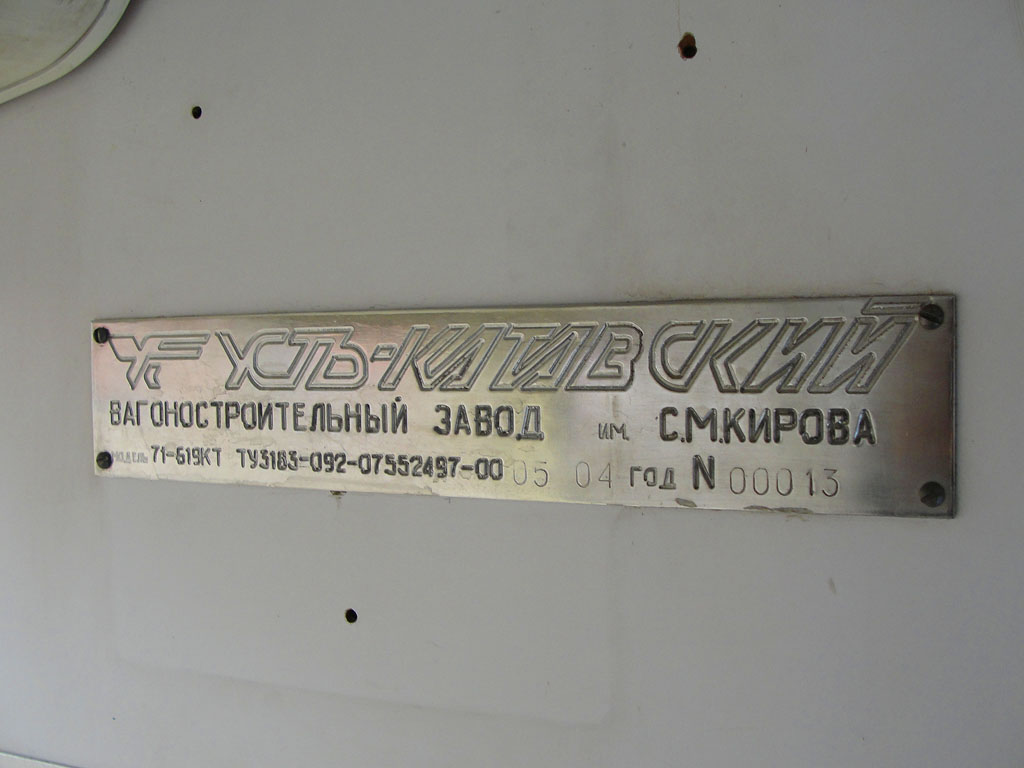 УСТЬ-КАТАВСКИЙ
ВАГОНОСТРОИТЕЛЬНЫЙ ЗАВОД им. С.М.КИРОВА
модель 71-619КТ ТУ3183-092-07552497-00 05 04 год N 00013